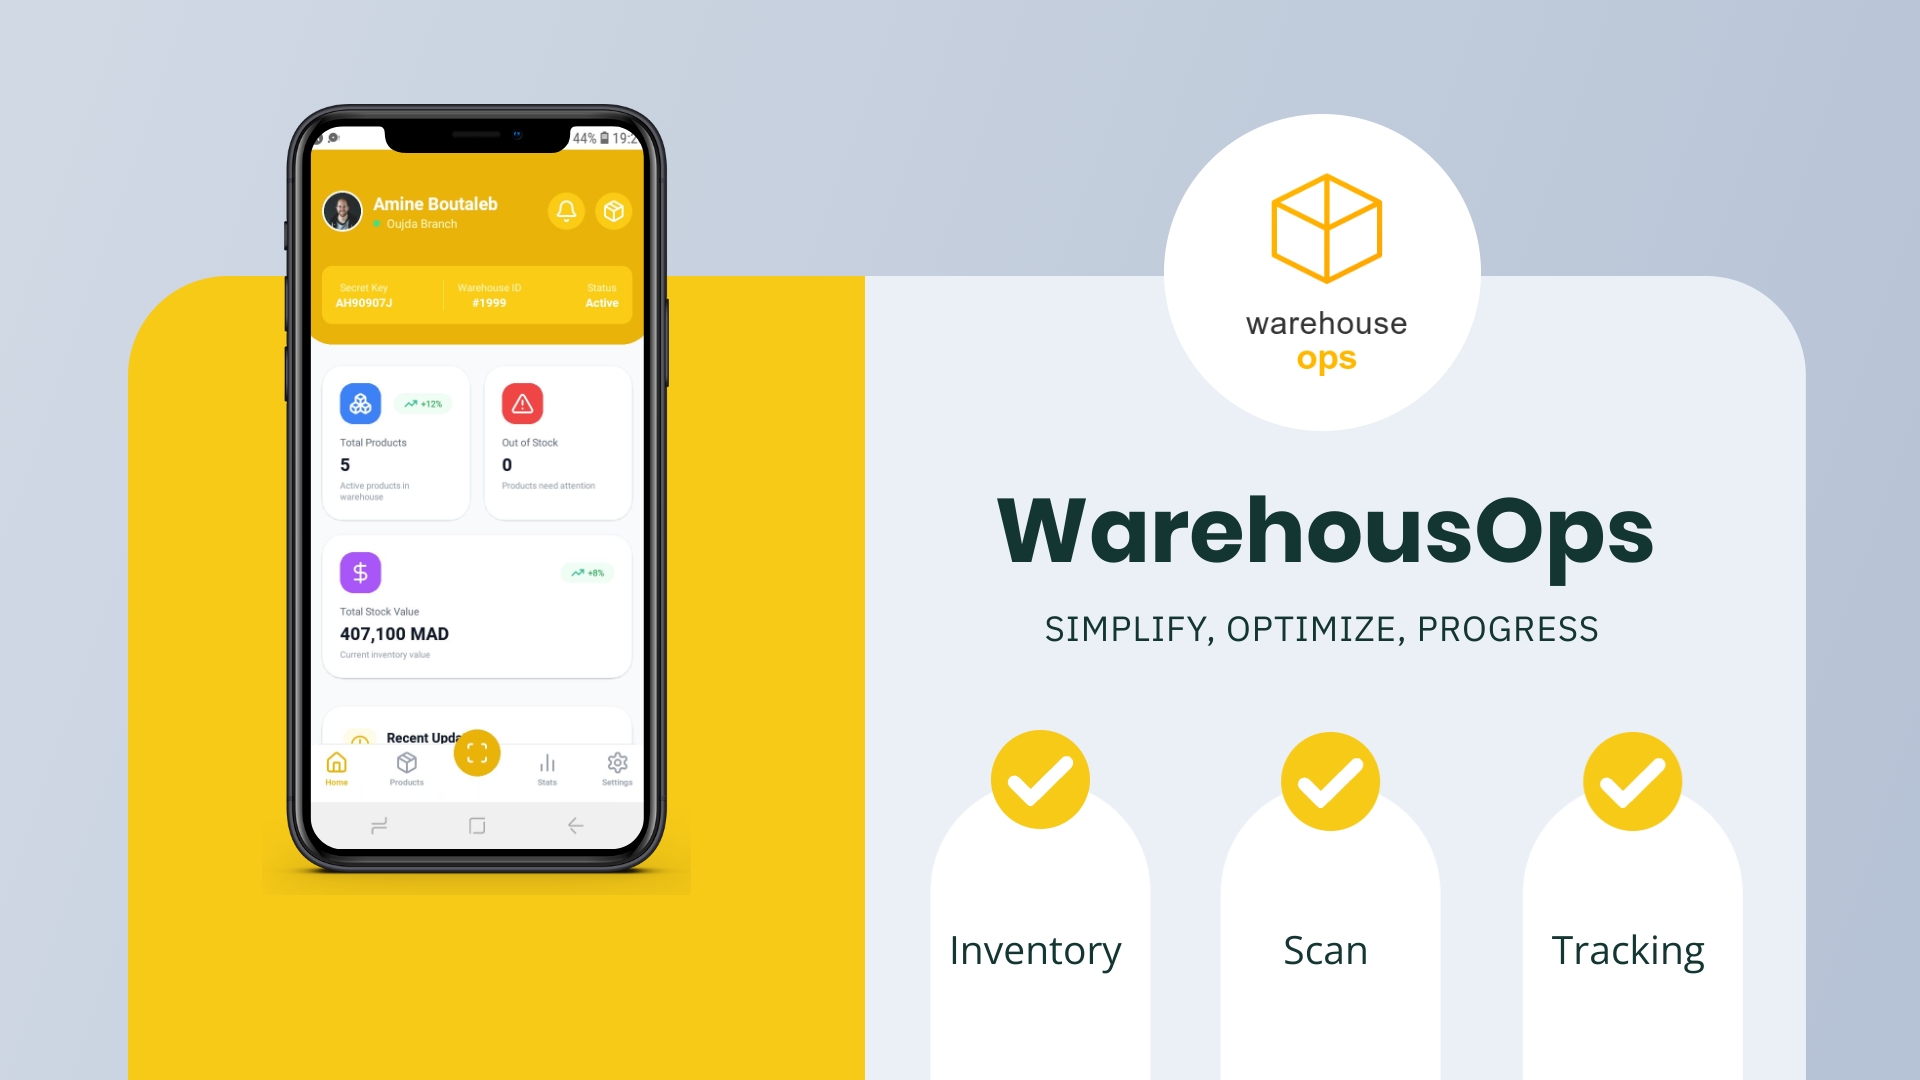 44% 19:2
Amine Boutaleb
Oujda Branch
Secret Key
AH90907J
Warehouse ID
#1999
Status
Active
+12%
Total Products
5
Active products in
warehouse
Out of Stock
0
Products need attention
+8%
Total Stock Value
407,100 MAD
Current inventory value
Recent Upda
Home
Products
Stats
Settings
warehouse
ops
WarehousOps
SIMPLIFY, OPTIMIZE, PROGRESS
Inventory
Scan
Tracking